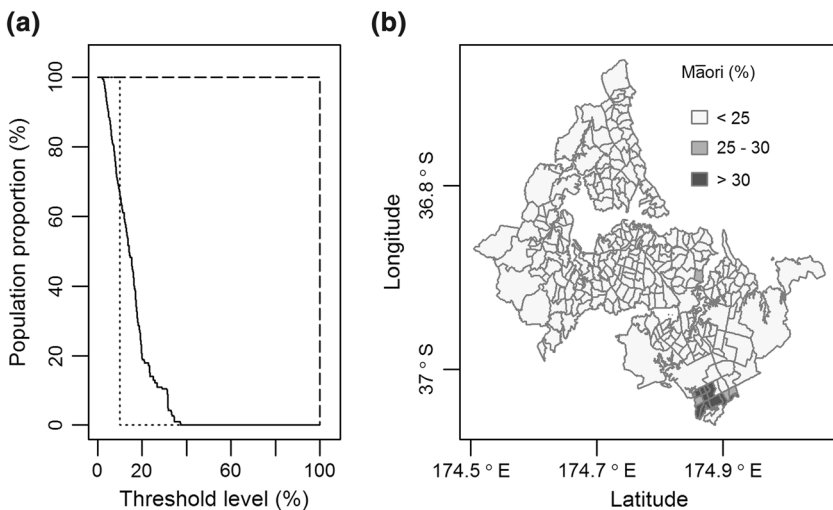 (a)
Population proportion (%)
100
80
60
40
20
0
0 20 60 100
Threshold level (%)
(b)
Māori (%)
< 25
25 - 30
> 30
Longitude
36.8 ° S
37 ° S
174.5 ° E 174.7 ° E 174.9 ° E
Latitude